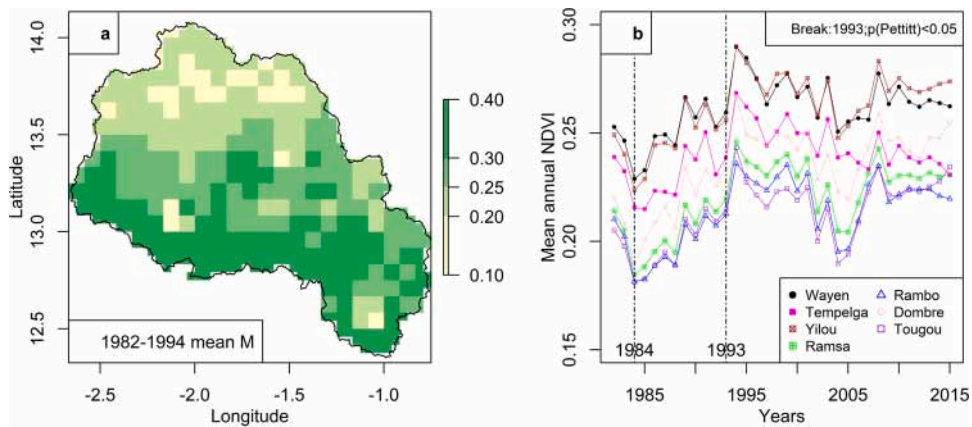 a
14.0
13.5
13.0
12.5
Latitude
-2.5 -2.0 -1.5 -1.0
Longitude
0.40
0.30
0.25
0.20
0.10
1982-1994 mean M
b
Break:1993;p(Pettitt)<0.05
0.30
0.25
0.20
0.15
Mean annual NDVI
1984 1993
Wayen
Tempelga
Yilou
Ramsa
Rambo
Dombre
Tougou
1985 1995 2005 2015
Years